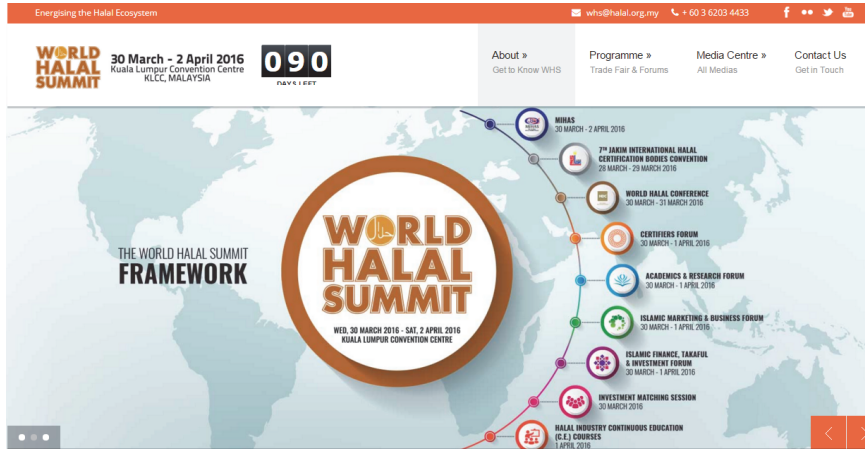 Energising the Halal Ecosystem
whs@halal.org.my + 60 3 6203 4433
WORLD
HALAL
SUMMIT
30 March - 2 April 2016
Kuala Lumpur Convention Centre
KLCC, MALAYSIA
090
DAYS LEFT
About »
Get to Know WHS
Programme »
Trade Fair & Forums
Media Centre »
All Medias
Contact Us
Get in Touch
THE WORLD HALAL SUMMIT
FRAMEWORK
WORLD
حلال
HALAL
SUMMIT
WED, 30 MARCH 2016 - SAT, 2 APRIL 2016
KUALA LUMPUR CONVENTION CENTRE
MIHAS
30 MARCH - 2 APRIL 2016
7TH JAKIM INTERNATIONAL HALAL
CERTIFICATION BODIES CONVENTION
28 MARCH - 29 MARCH 2016
WORLD HALAL CONFERENCE
30 MARCH - 31 MARCH 2016
CERTIFIERS FORUM
30 MARCH - 1 APRIL 2016
ACADEMICS & RESEARCH FORUM
30 MARCH - 1 APRIL 2016
ISLAMIC MARKETING & BUSINESS FORUM
30 MARCH - 1 APRIL 2016
ISLAMIC FINANCE, TAKAFUL
& INVESTMENT FORUM
30 MARCH - 1 APRIL 2016
INVESTMENT MATCHING SESSION
30 MARCH 2016
HALAL INDUSTRY CONTINUOUS EDUCATION
(C.E.) COURSES
1 APRIL 2016